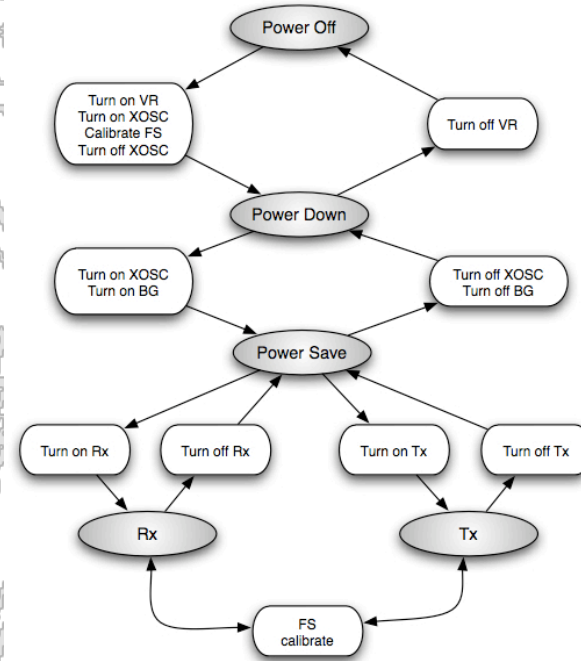 Power Off
Turn on VR
Turn on XOSC
Calibrate FS
Turn off XOSC
Turn off VR
Power Down
Turn on XOSC
Turn on BG
Turn off XOSC
Turn off BG
Power Save
Turn on Rx
Turn off Rx
Turn on Tx
Turn off Tx
Rx
Tx
FS
calibrate